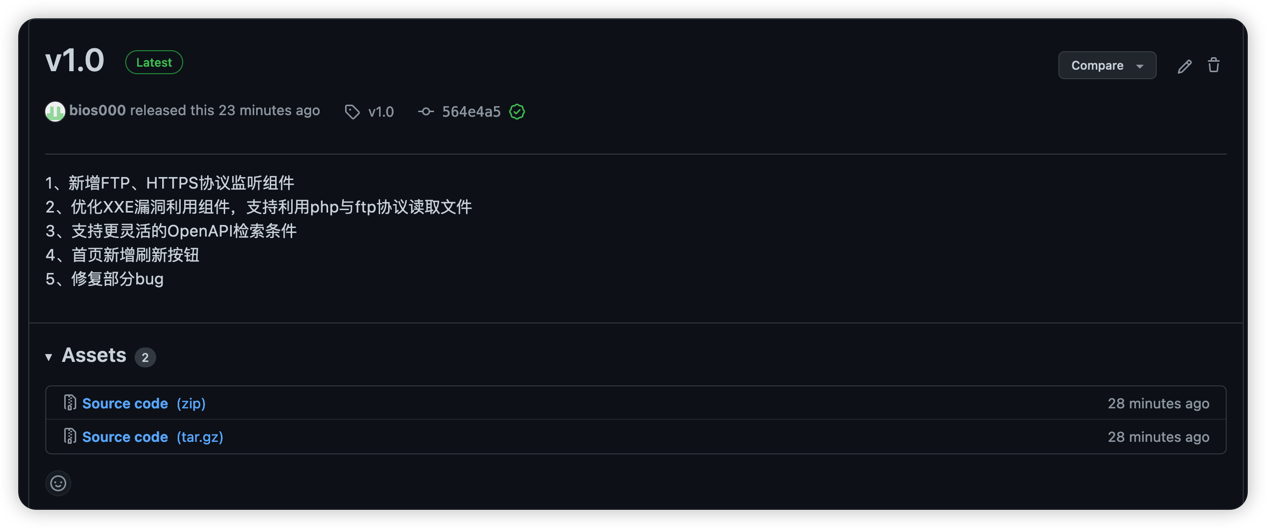 v1.0 Latest Compare
bios000 released this 23 minutes ago v1.0 564e4a5
1、新增FTP、HTTPS协议监听组件
2、优化XXE漏洞利用组件，支持利用php与ftp协议读取文件
3、支持更灵活的OpenAPI检索条件
4、首页新增刷新按钮
5、修复部分bug
Assets 2
Source code (zip) 28 minutes ago
Source code (tar.gz) 28 minutes ago